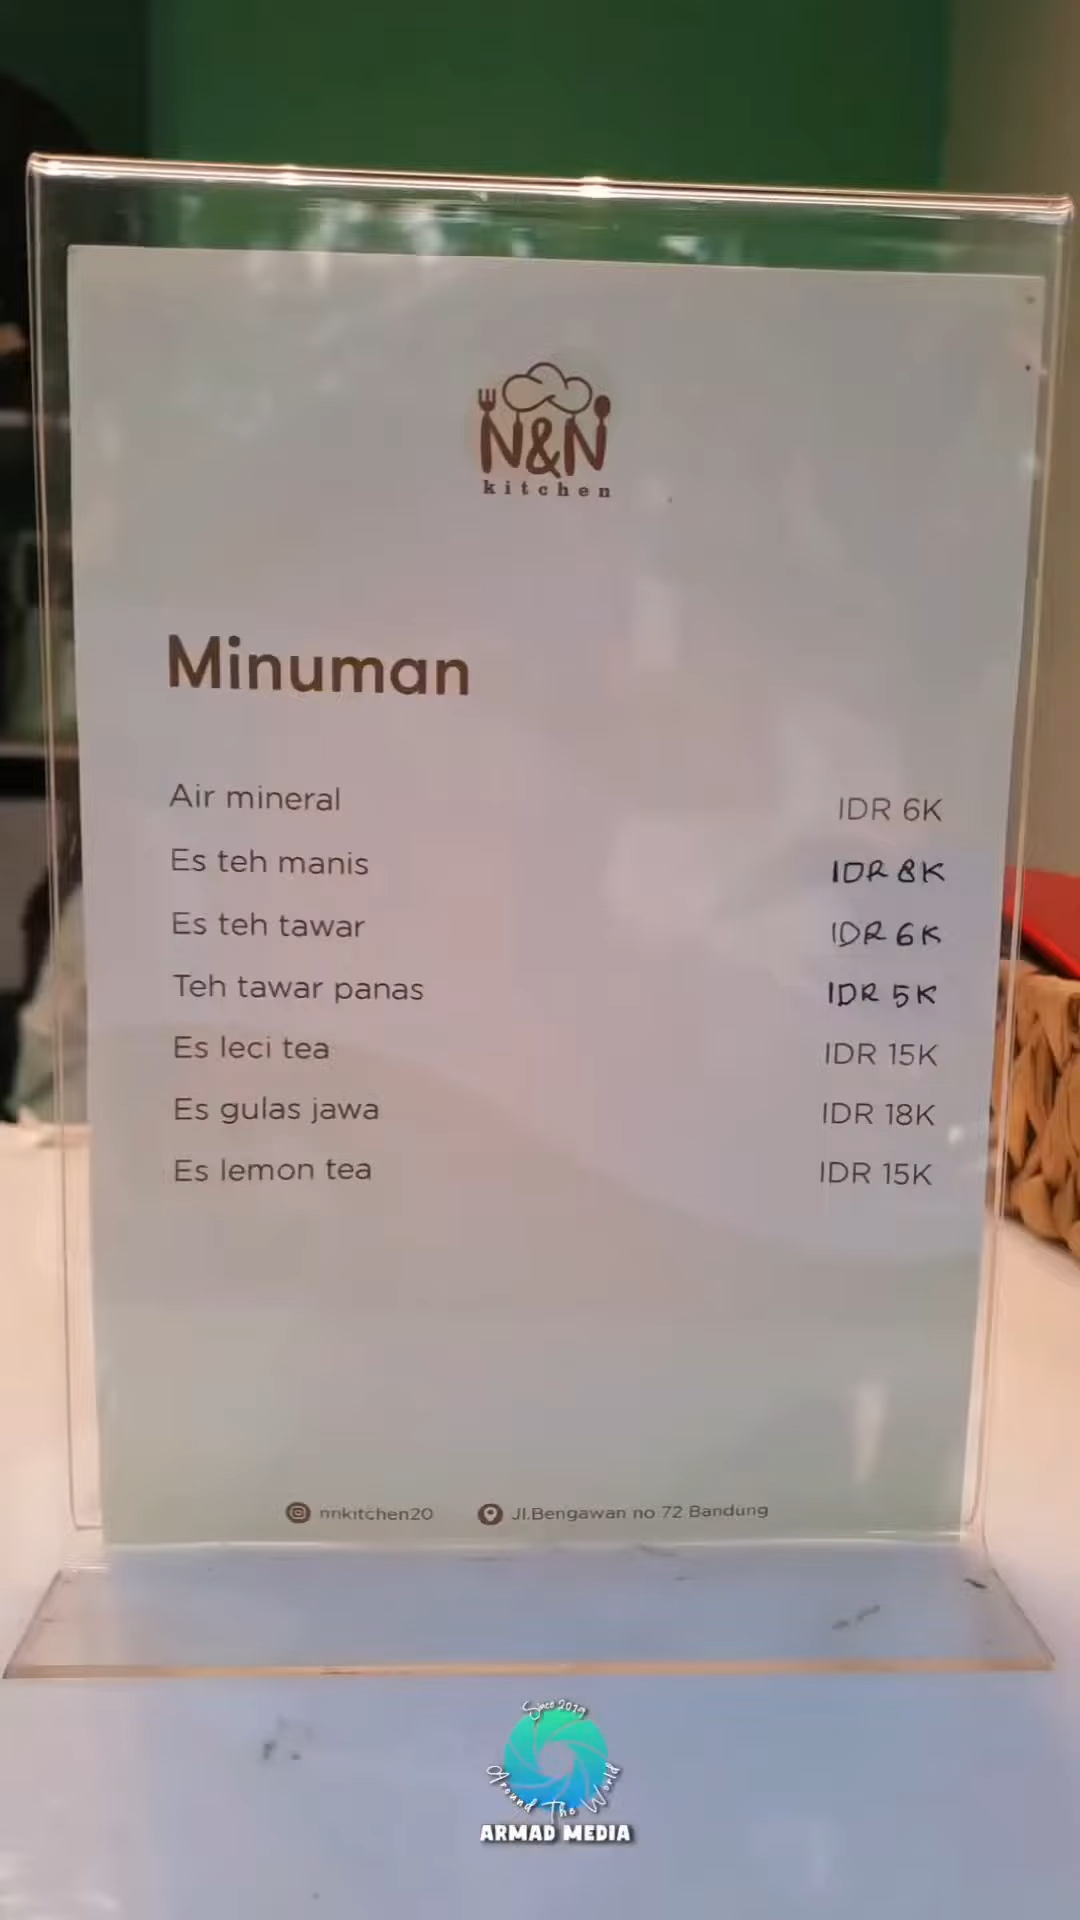 N&N
kitchen
Minuman
Air mineral IDR 6K
Es teh manis IDR 8K
Es teh tawar IDR 6K
Teh tawar panas IDR 5K
Es leci tea IDR 15K
Es gulas jawa IDR 18K
Es lemon tea IDR 15K
nnkitchen20 Jl.Bengawan no 72 Bandung
Since 2019
Around The World
ARMAD MEDIA